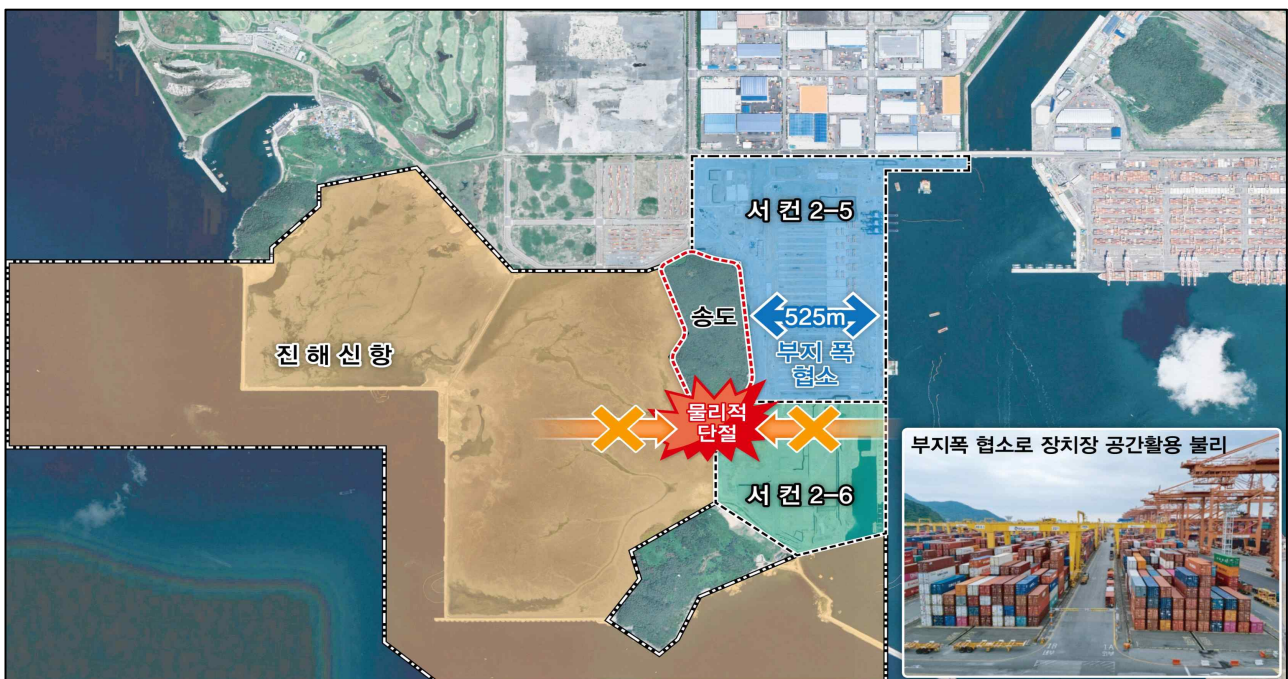 서 컨 2-5
송도
525m
부지 폭
협소
진 해 신 항
물리적
단절
부지폭 협소로 장치장 공간활용 불리
서 컨 2-6